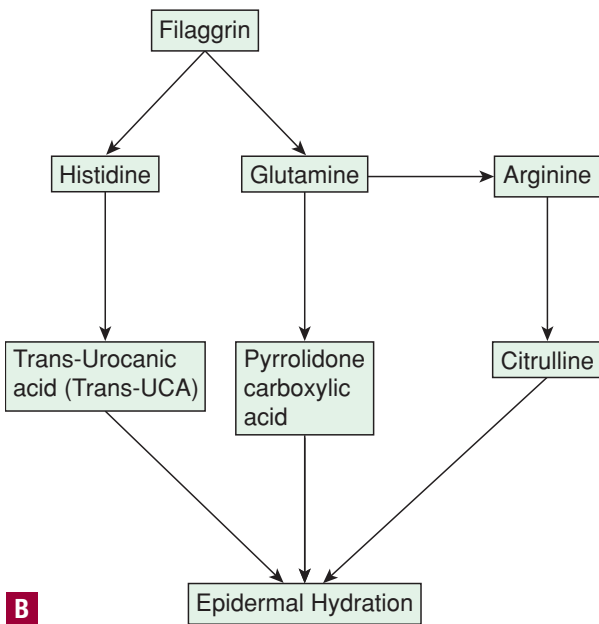 Filaggrin
Histidine
Glutamine
Arginine
Trans-Urocanic
acid (Trans-UCA)
Pyrrolidone
carboxylic
acid
Citrulline
Epidermal Hydration
B